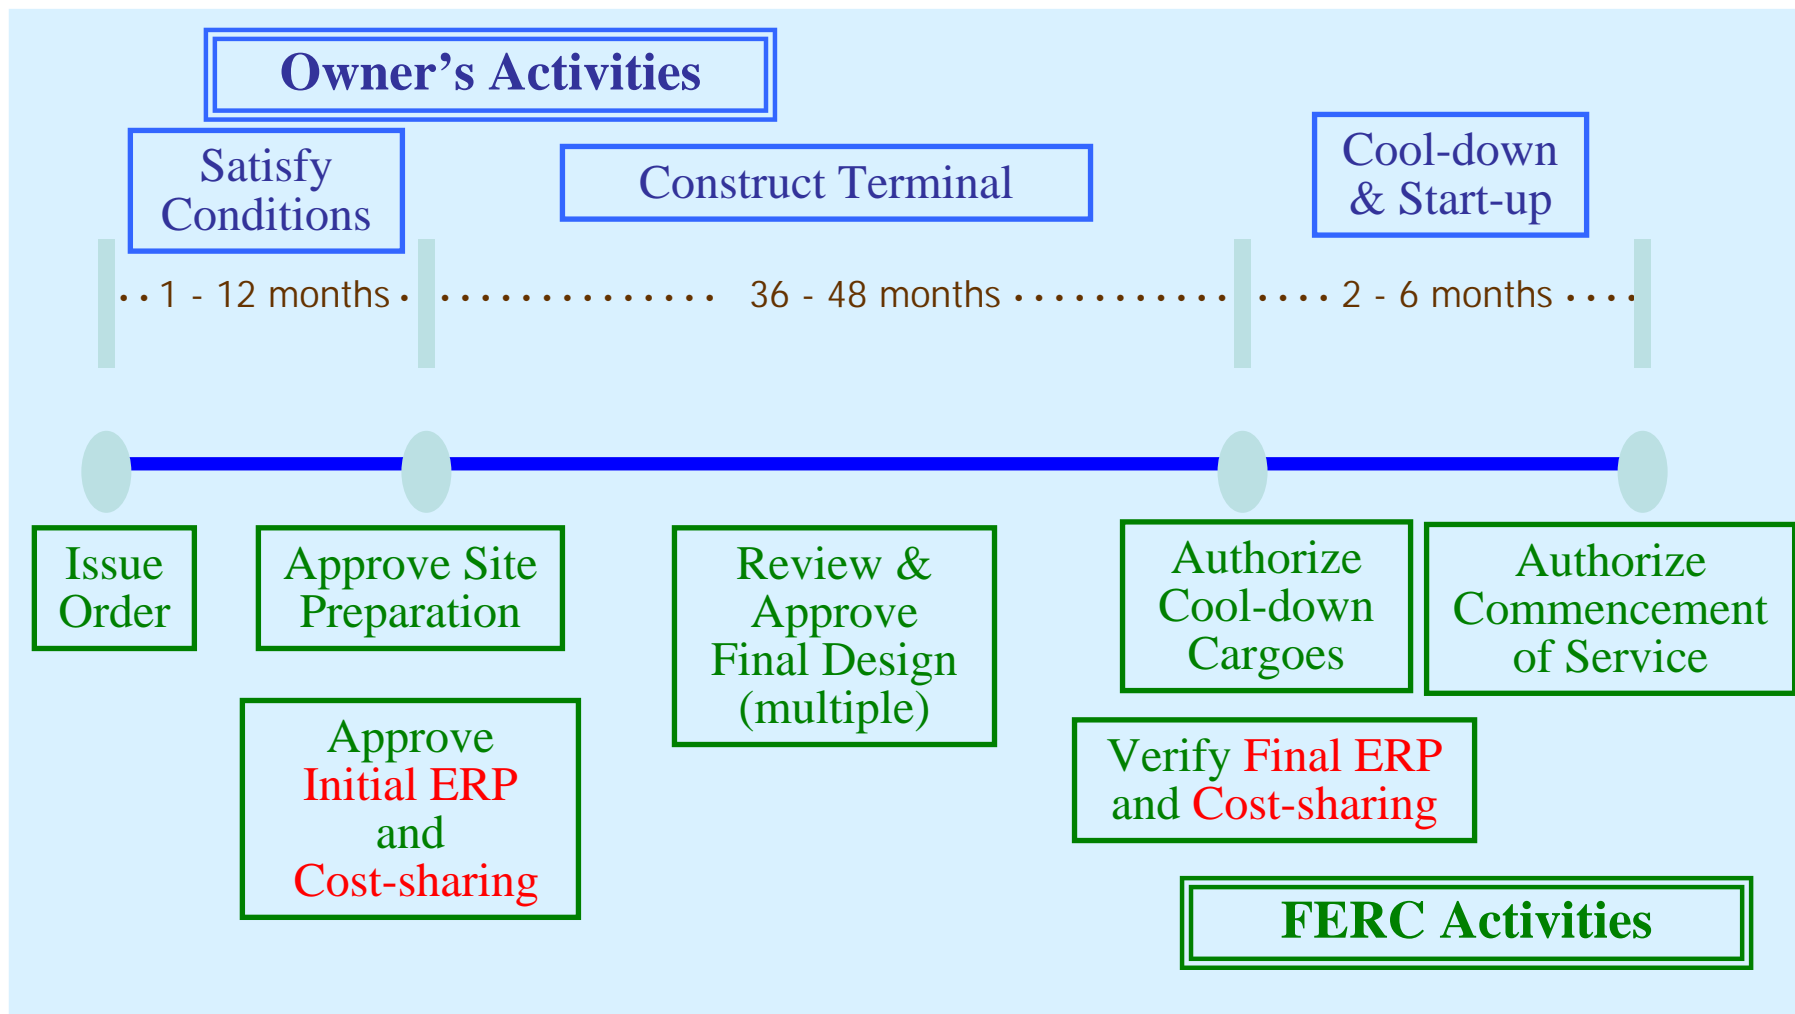 Owner’s Activities
Satisfy
Conditions
Construct Terminal
Cool-down
& Start-up
1 - 12 months
36 - 48 months
2 - 6 months
Issue
Order
Approve Site
Preparation
Review &
Approve
Final Design
(multiple)
Authorize
Cool-down
Cargoes
Authorize
Commencement
of Service
Approve
Initial ERP
and
Cost-sharing
Verify Final ERP
and Cost-sharing
FERC Activities